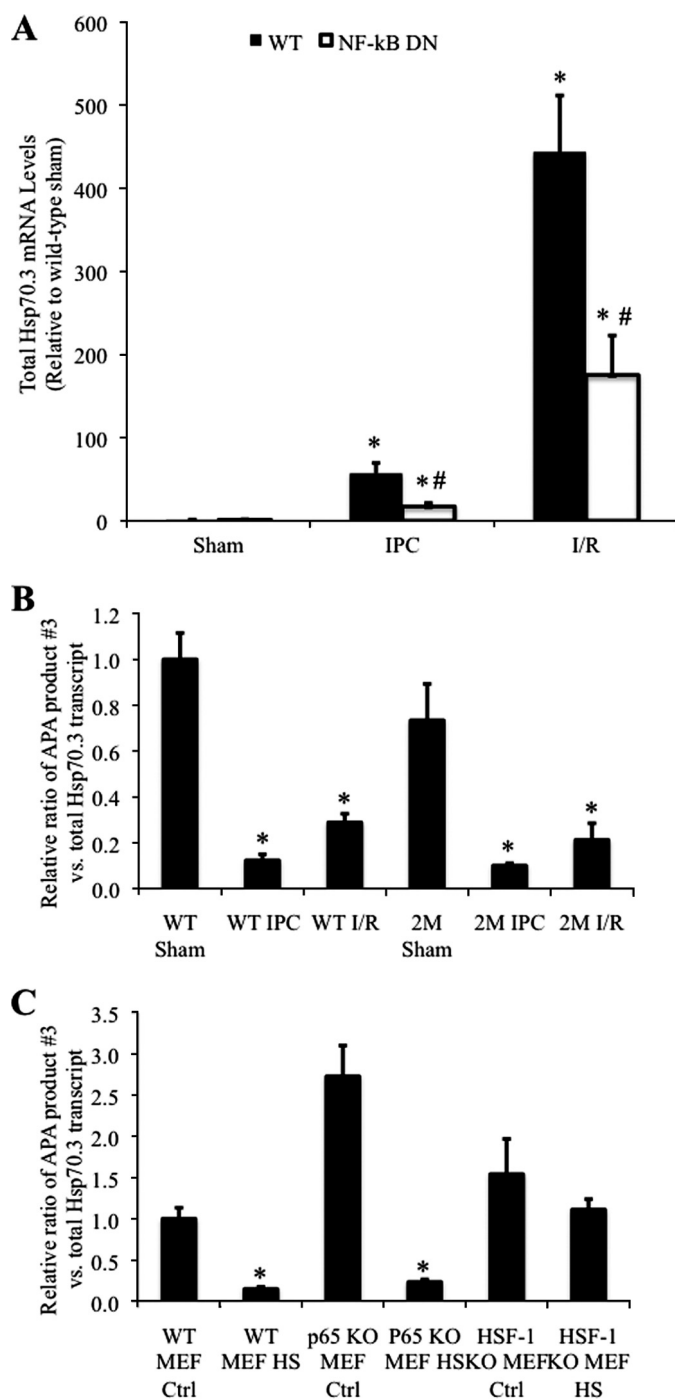 A
WT NF-kB DN
Total Hsp70.3 mRNA Levels
(Relative to wild-type sham)
600
500
400
300
200
100
0
*
* #
*
*#
Sham IPC I/R
B
Relative ratio of APA product #3
vs. total Hsp70.3 transcript
1.2
1.0
0.8
0.6
0.4
0.2
0.0
* * * *
WT
Sham
WT IPC
WT I/R
2M
Sham
2M IPC
2M I/R
C
Relative ratio of APA product #3
vs. total Hsp70.3 transcript
3.5
3.0
2.5
2.0
1.5
1.0
0.5
0.0
* *
WT
MEF
Ctrl
WT
MEF HS
p65 KO
MEF
Ctrl
P65 KO
MEF HS
HSF-1
KO MEF
Ctrl
HSF-1
KO MEF
HS